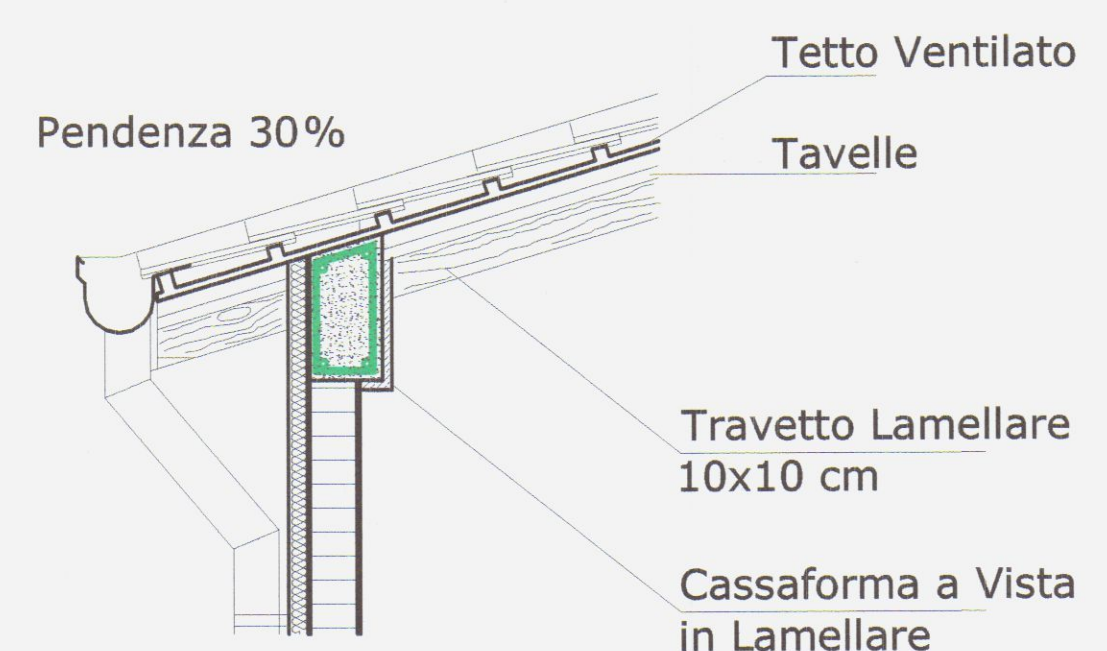 Tetto Ventilato
Pendenza 30%
Tavelle
Travetto Lamellare
10x10 cm
Cassaforma a Vista
in Lamellare